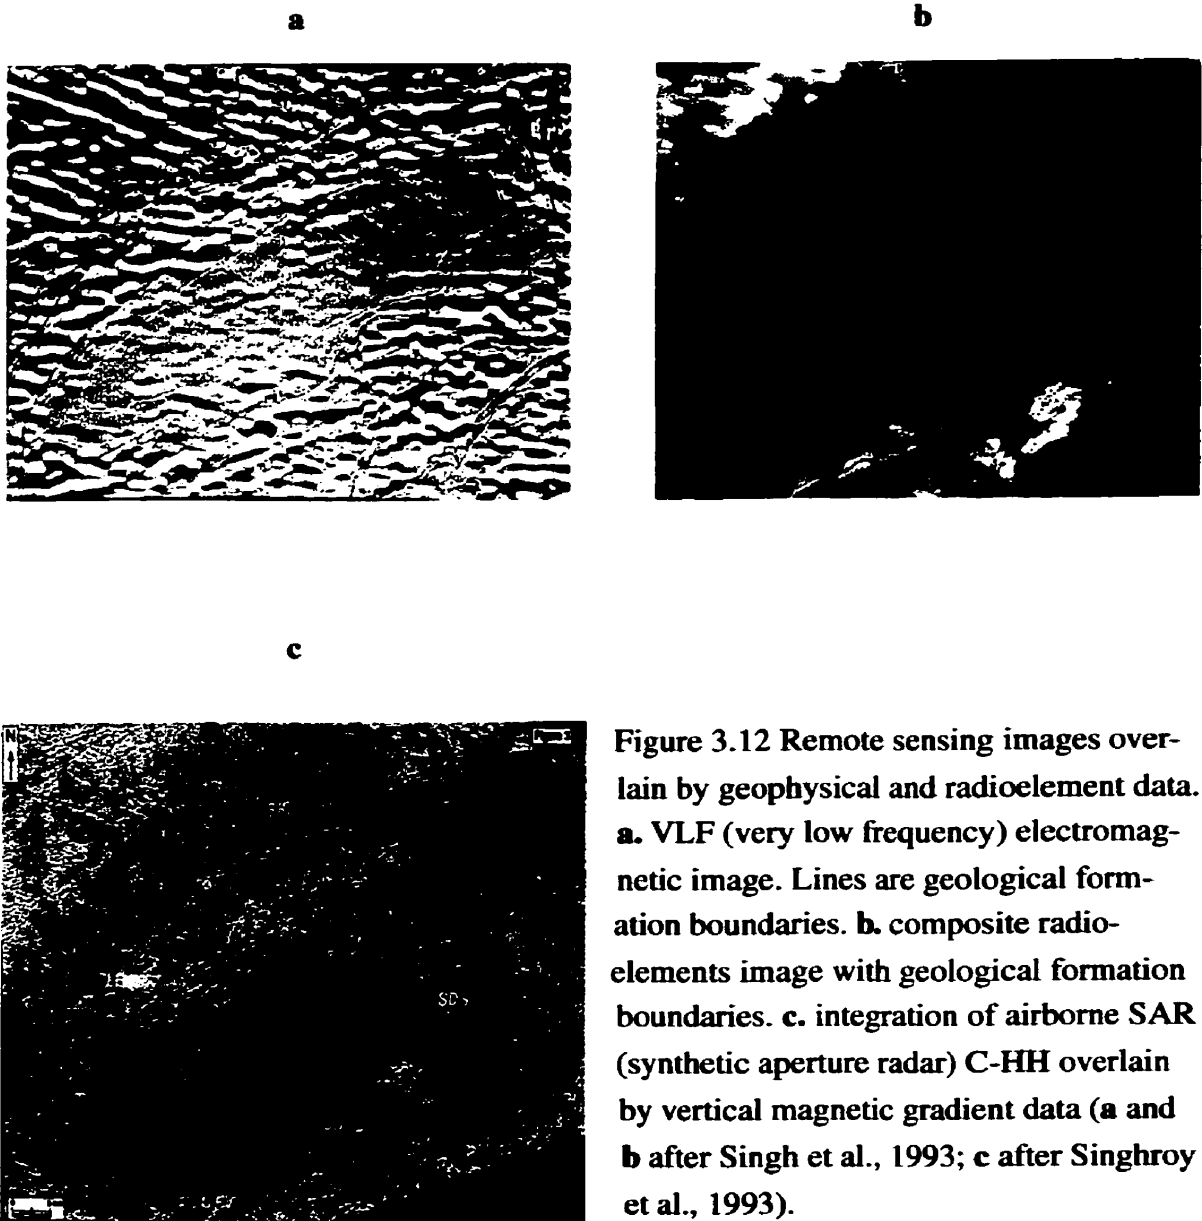 a
b
c
N
SD
Figure 3.12 Remote sensing images over-
lain by geophysical and radioelement data.
a. VLF (very low frequency) electromag-
netic image. Lines are geological form-
ation boundaries. b. composite radio-
elements image with geological formation
boundaries. c. integration of airborne SAR
(synthetic aperture radar) C-HH overlain
by vertical magnetic gradient data (a and
b after Singh et al., 1993; c after Singhroy
et al., 1993).